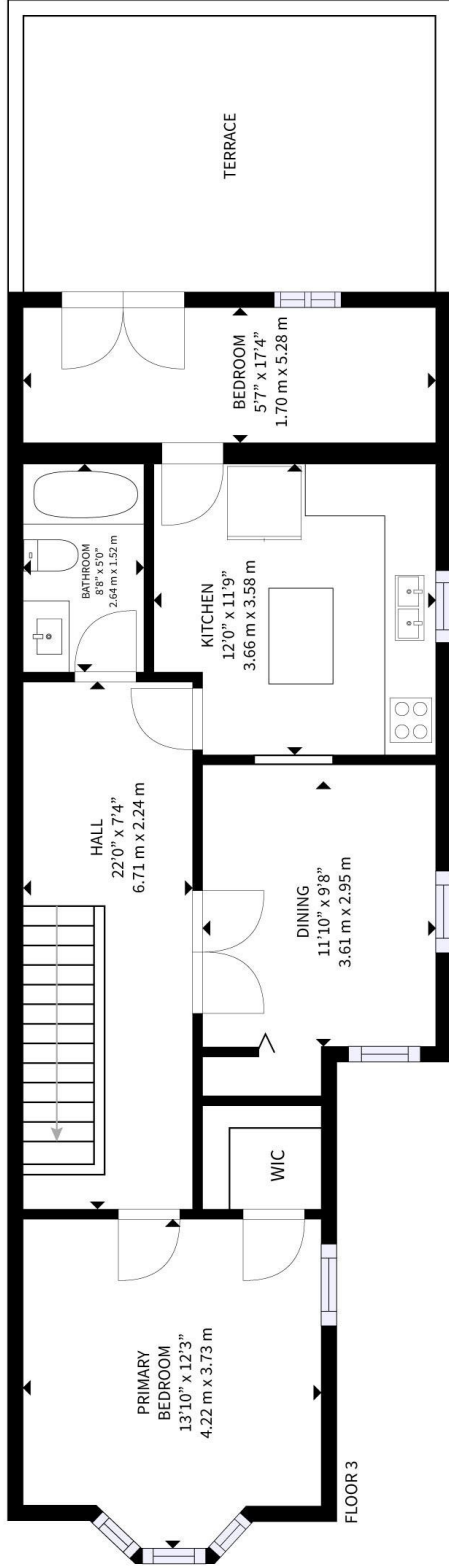 TERRACE
BEDROOM
5'7" x 17'4"
1.70 m x 5.28 m
BATHROOM
8'8" x 5'0"
2.64 m x 1.52 m
KITCHEN
12'0" x 11'9"
3.66 m x 3.58 m
HALL
22'0" x 7'4"
6.71 m x 2.24 m
DINING
11'10" x 9'8"
3.61 m x 2.95 m
WIC
PRIMARY
BEDROOM
13'10" x 12'3"
4.22 m x 3.73 m
FLOOR 3